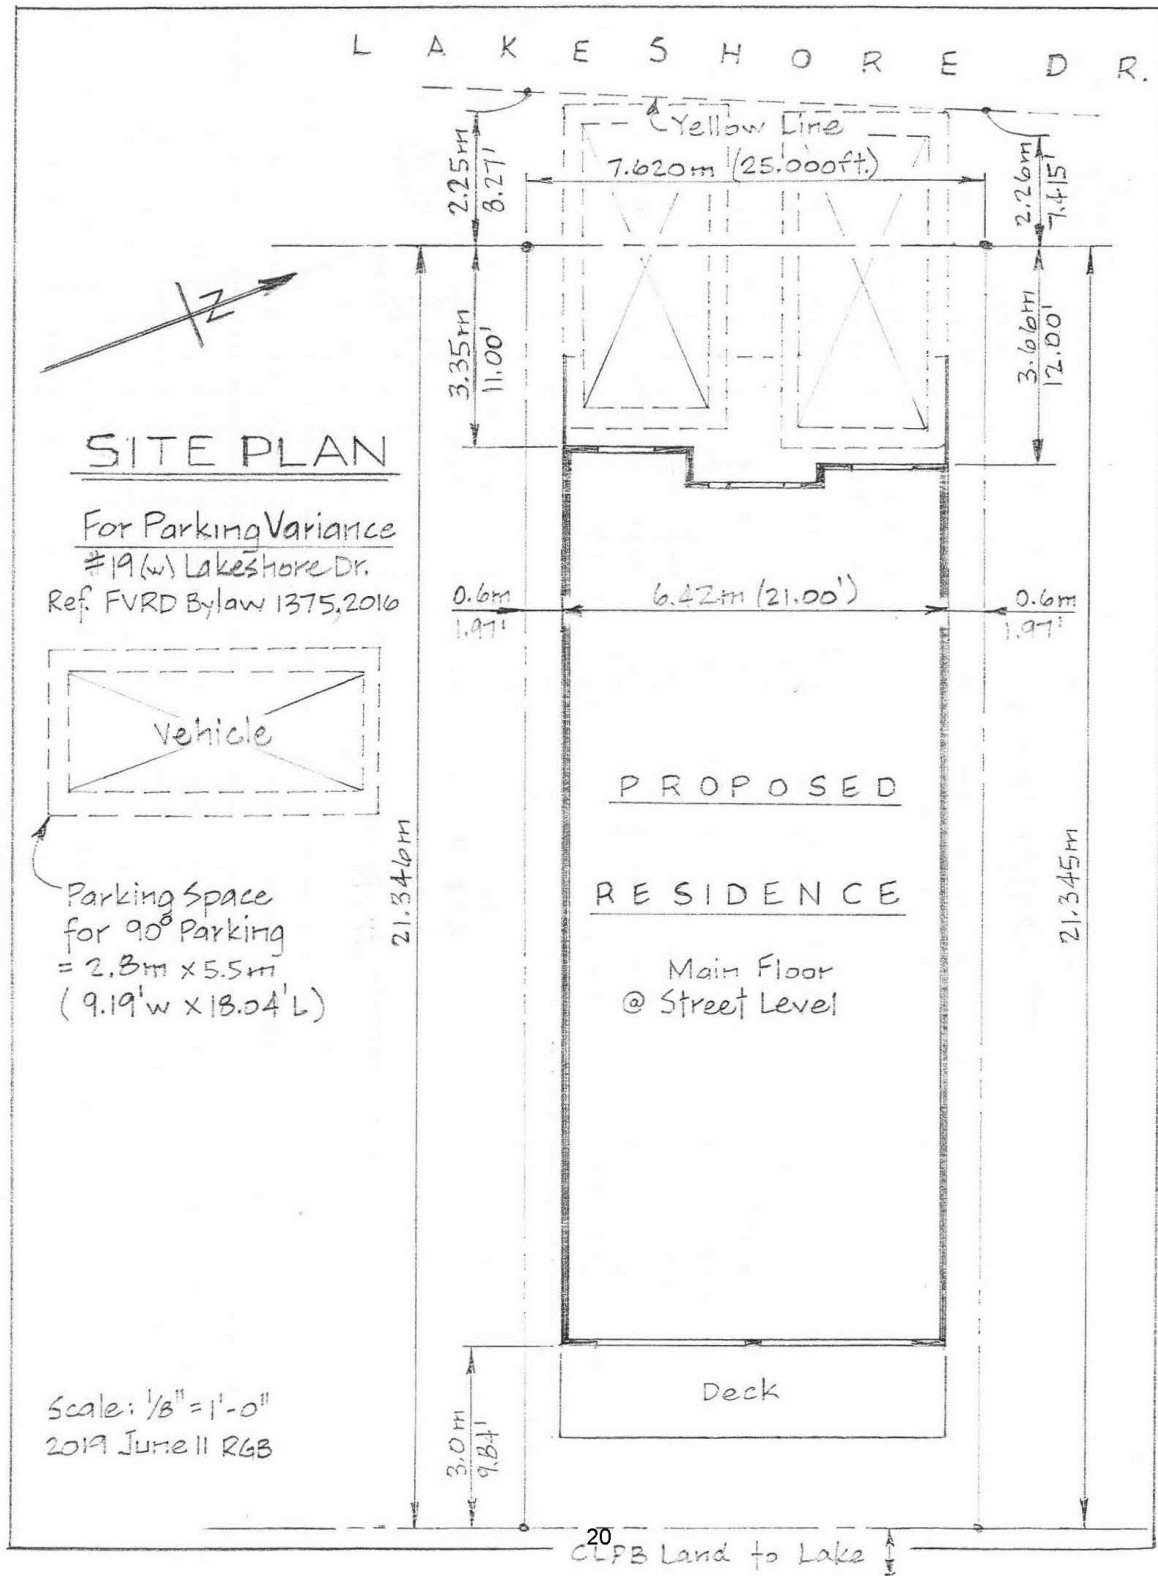 LAKESHORE DR.
Yellow Line
7.620m (25.000ft.)
2.25m
8.27'
2.26m
7.415'
3.35m
11.00'
3.66m
12.00'
N
SITE PLAN
For Parking Variance
#19(w) Lakeshore Dr.
Ref. FVRD Bylaw 1375,2016
0.6m
1.97'
6.42m (21.00')
0.6m
1.97'
Vehicle
PROPOSED
RESIDENCE
Main Floor
@ Street Level
21.346m
21.345m
Parking Space
for 90° Parking
= 2.8m x 5.5m
(9.19'w x 18.04'L)
Deck
3.0m
9.84'
Scale: 1/8" = 1'-0"
2019 June 11 RGB
20
CLPB Land to Lake